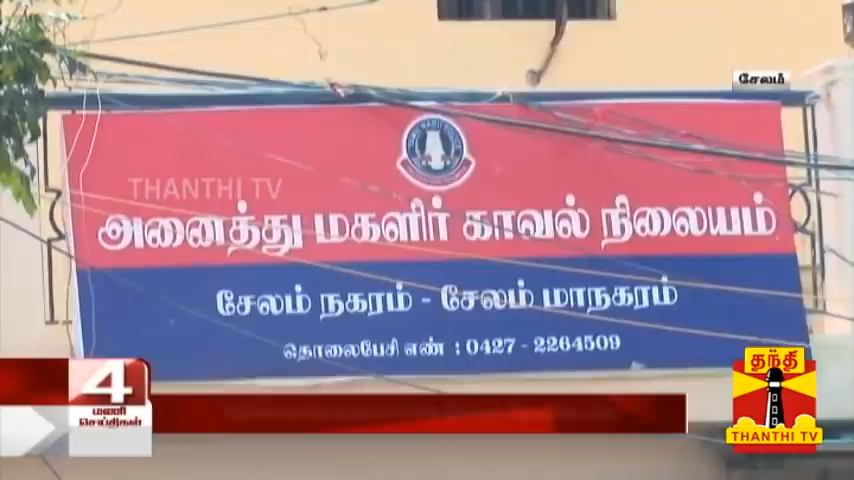 சேலம்
THANTHI TV
அனைத்து மகளிர் காவல் நிலையம்
சேலம் நகரம் - சேலம் மாநகரம்
தொலைபேசி எண் : 0427 - 2264509
4
மணி
செய்திகள்
தந்தி
THANTHI TV